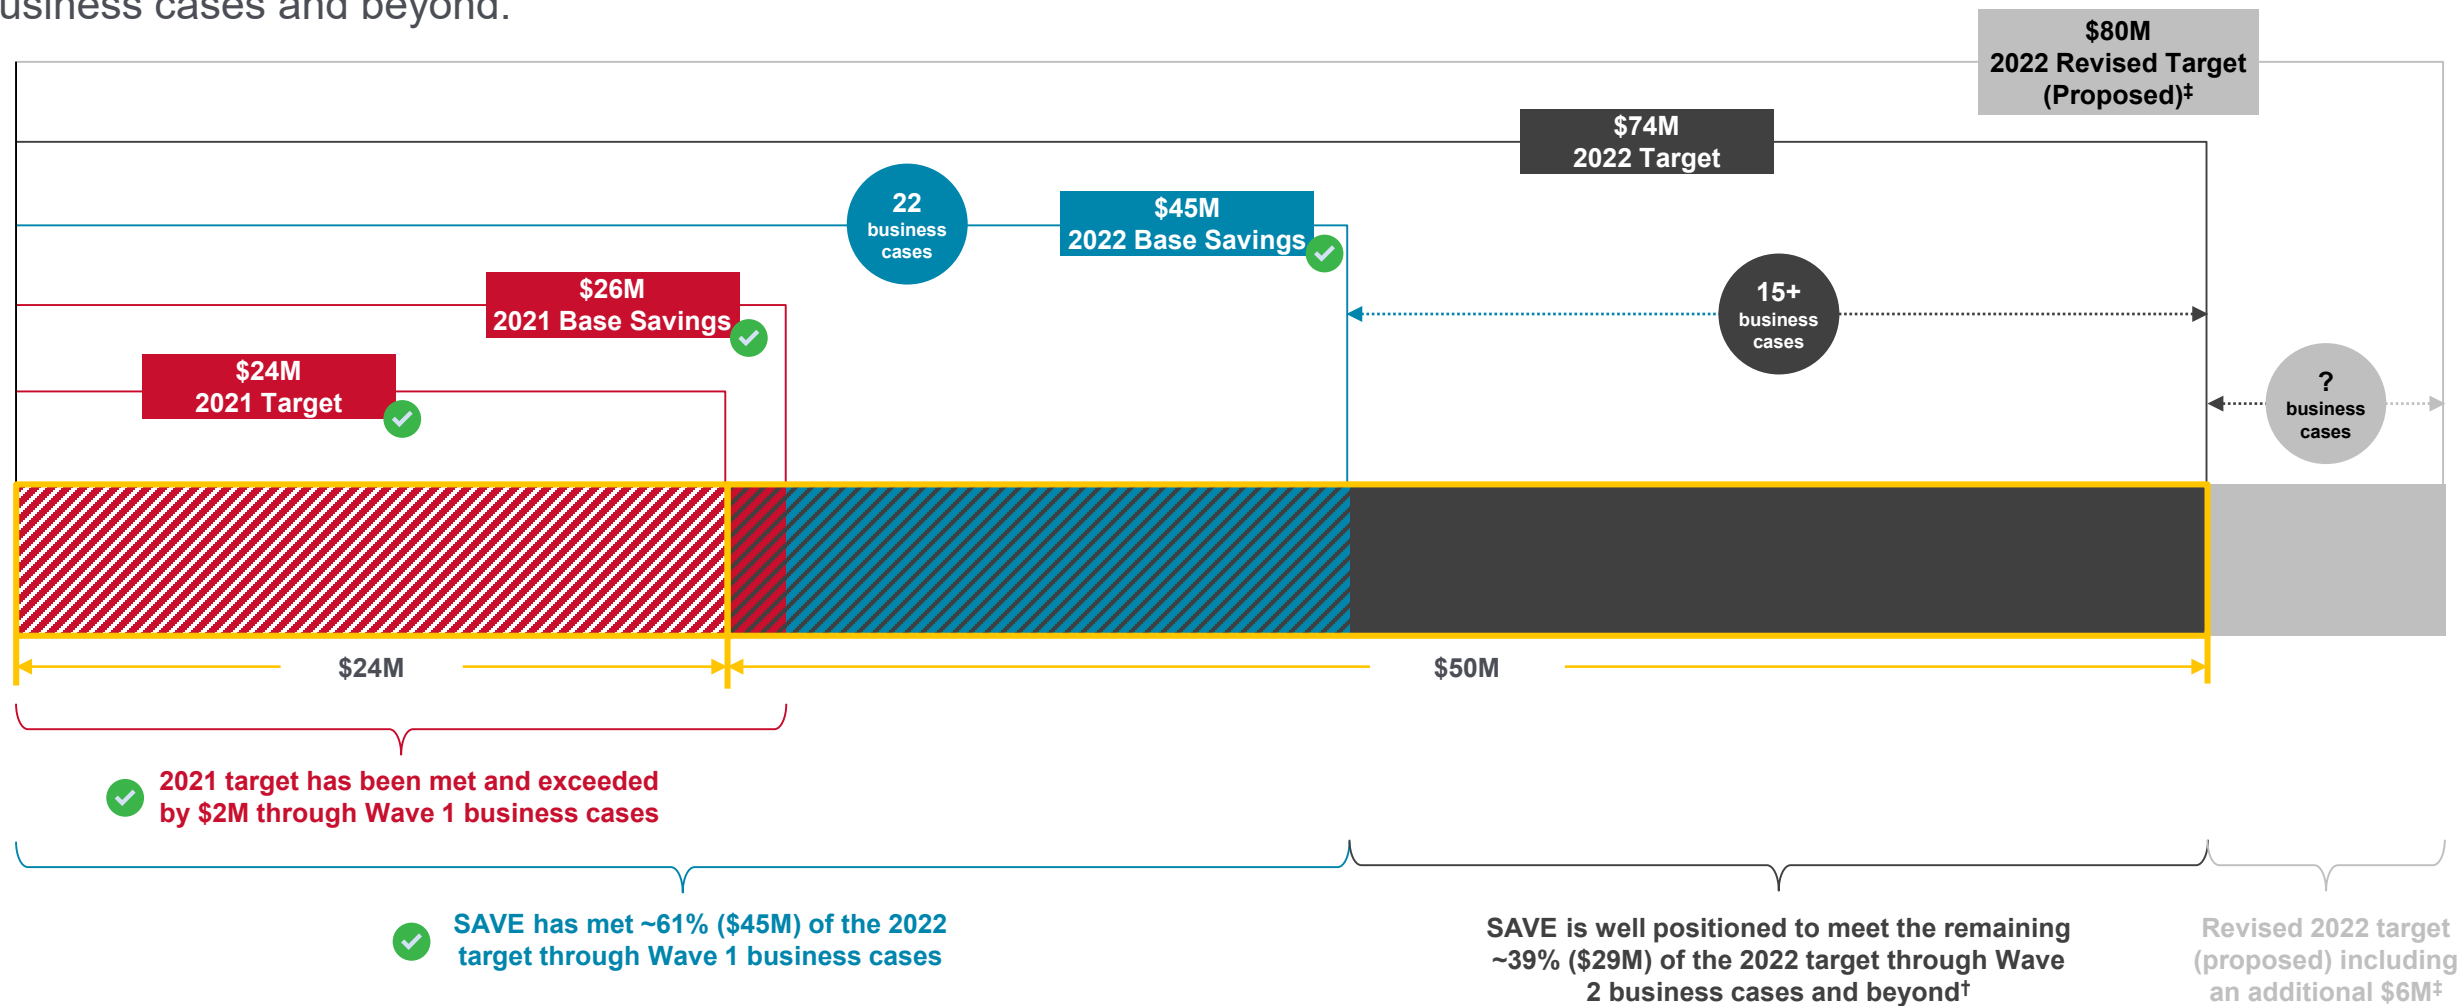 business cases and beyond.
$80M
2022 Revised Target
(Proposed)‡
$74M
2022 Target
22
business
cases
$45M
2022 Base Savings
$26M
2021 Base Savings
15+
business
cases
$24M
2021 Target
?
business
cases
$24M
$50M
2021 target has been met and exceeded
by $2M through Wave 1 business cases
SAVE has met ~61% ($45M) of the 2022
target through Wave 1 business cases
SAVE is well positioned to meet the remaining
~39% ($29M) of the 2022 target through Wave
2 business cases and beyond†
Revised 2022 target
(proposed) including
an additional $6M‡